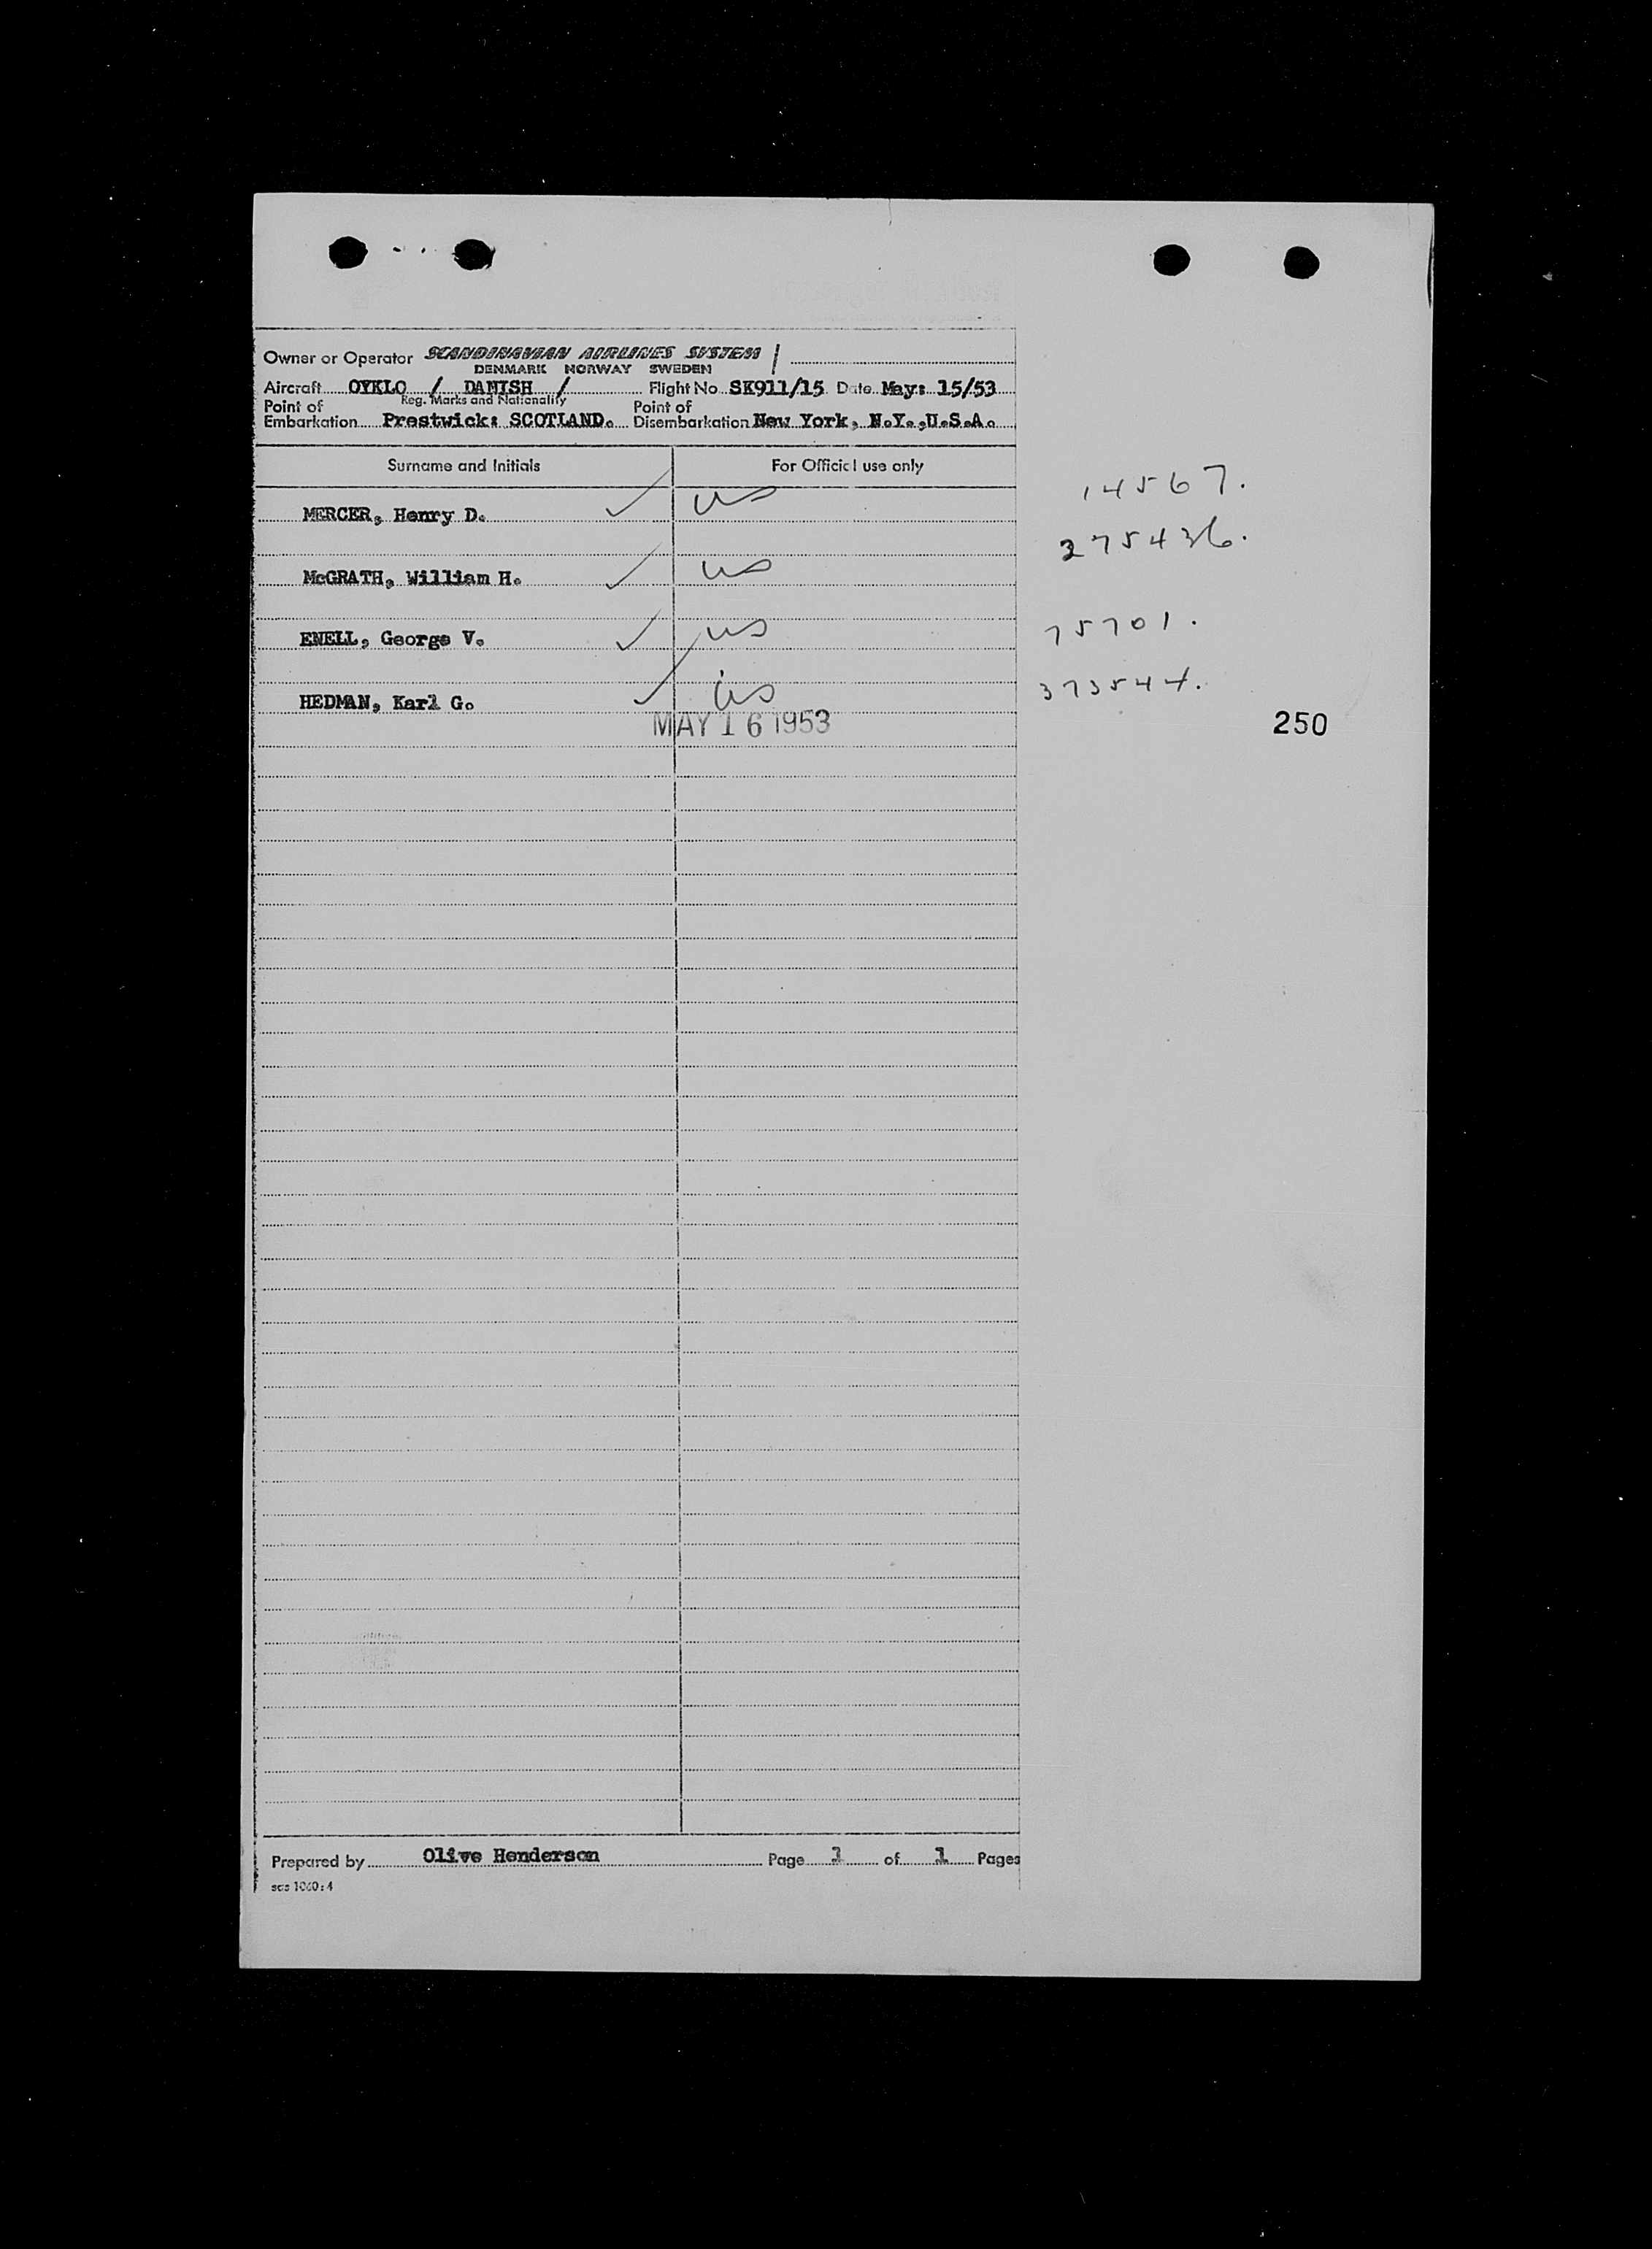 Owner or Operator SCANDINAVIAN AIRLINES SYSTEM /
DENMARK NORWAY SWEDEN
Aircraft OYKLO / DANISH / Flight No. SK911/15 Date May: 15/53
Reg. Marks and Nationality
Point of Embarkation Prestwick: SCOTLAND. Point of Disembarkation New York, N.Y.,U.S.A.
Surname and Initials For Official use only
MERCER, Henry D. ✓ US 14567.
275436.
McGRATH, William H. ✓ US
ENELL, George V. ✓ US 75701.
HEDMAN, Karl G. ✓ US 373544.
MAY 16 1953 250
Prepared by Olive Henderson Page 1 of 1 Pages
sas 1060:4